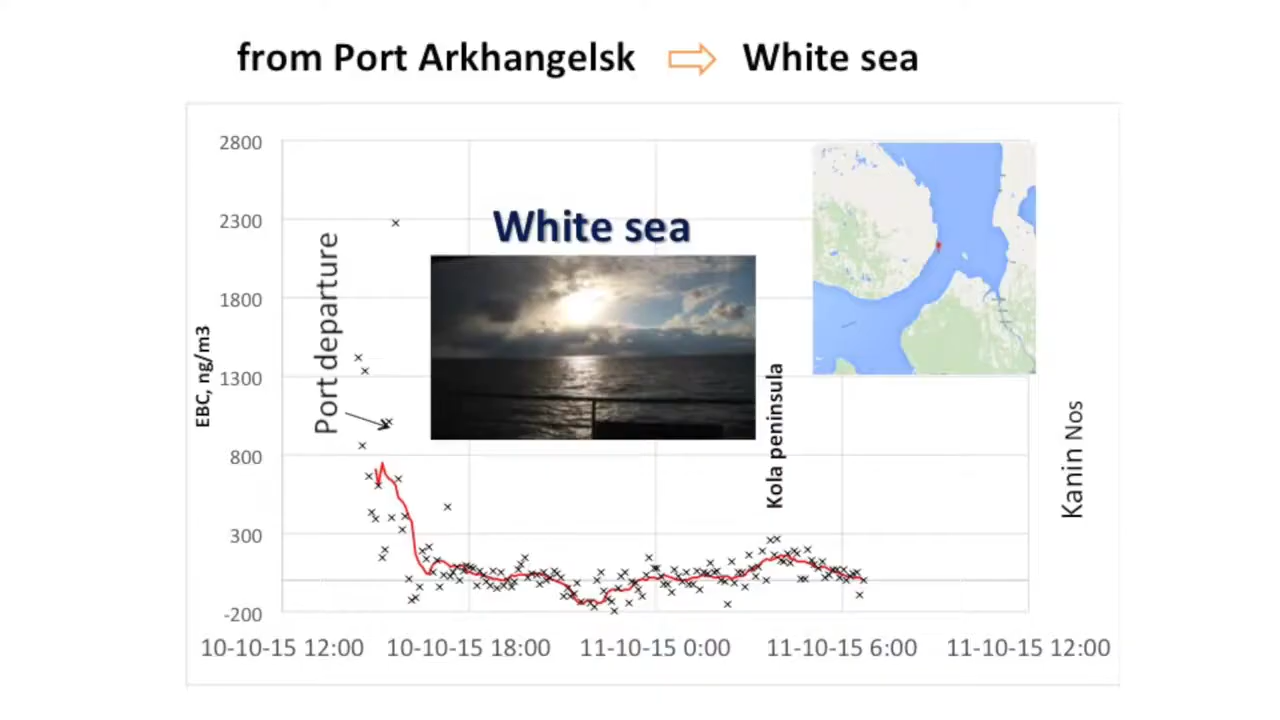 from Port Arkhangelsk ⇨ White sea
2800
2300
1800
1300
800
300
-200
EBC, ng/m3
Port departure
White sea
Kola peninsula
Kanin Nos
10-10-15 12:00
10-10-15 18:00
11-10-15 0:00
11-10-15 6:00
11-10-15 12:00